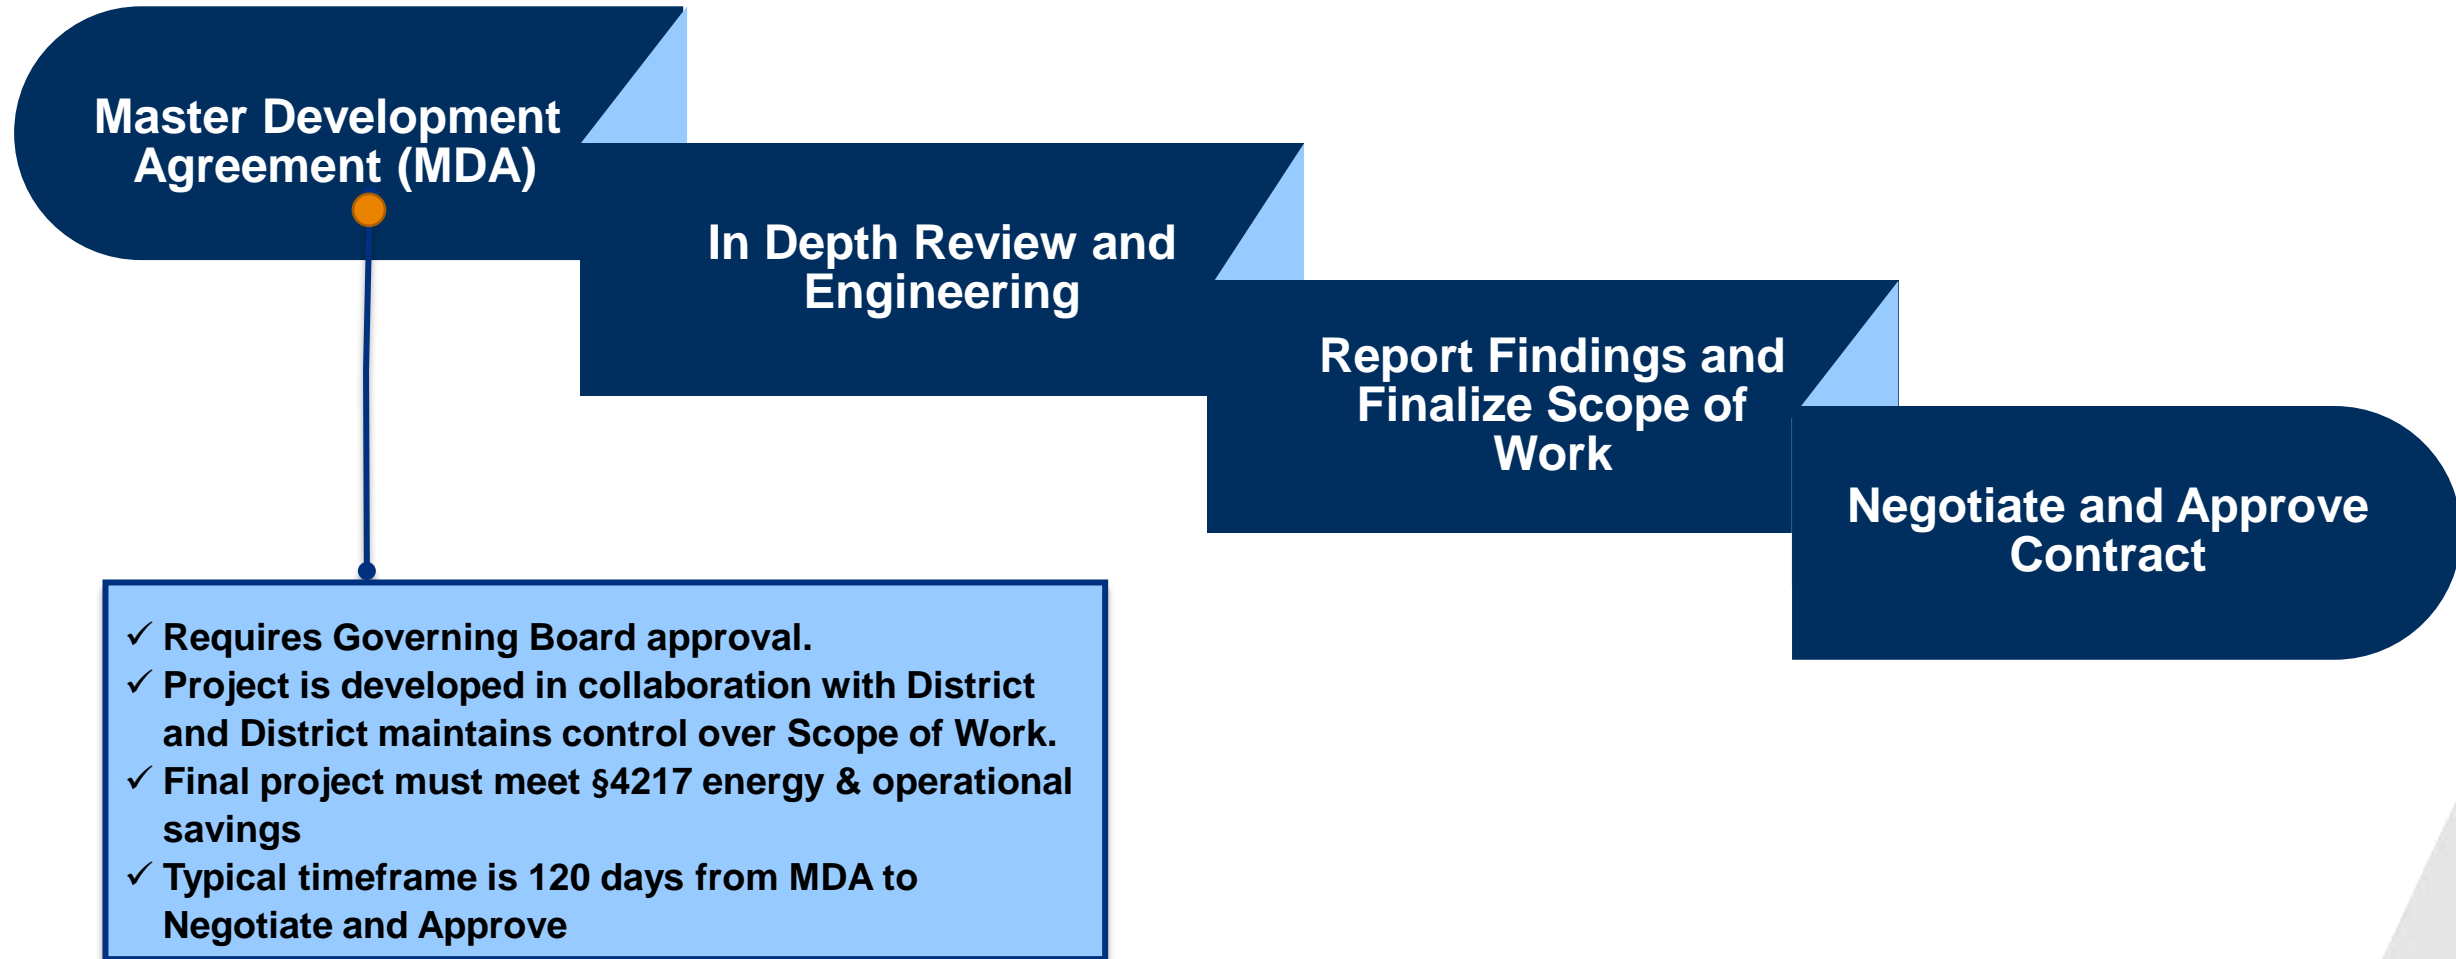 Master Development
Agreement (MDA)
In Depth Review and
Engineering
Report Findings and
Finalize Scope of
Work
Negotiate and Approve
Contract
✓ Requires Governing Board approval.
✓ Project is developed in collaboration with District
and District maintains control over Scope of Work.
✓ Final project must meet §4217 energy & operational
savings
✓ Typical timeframe is 120 days from MDA to
Negotiate and Approve